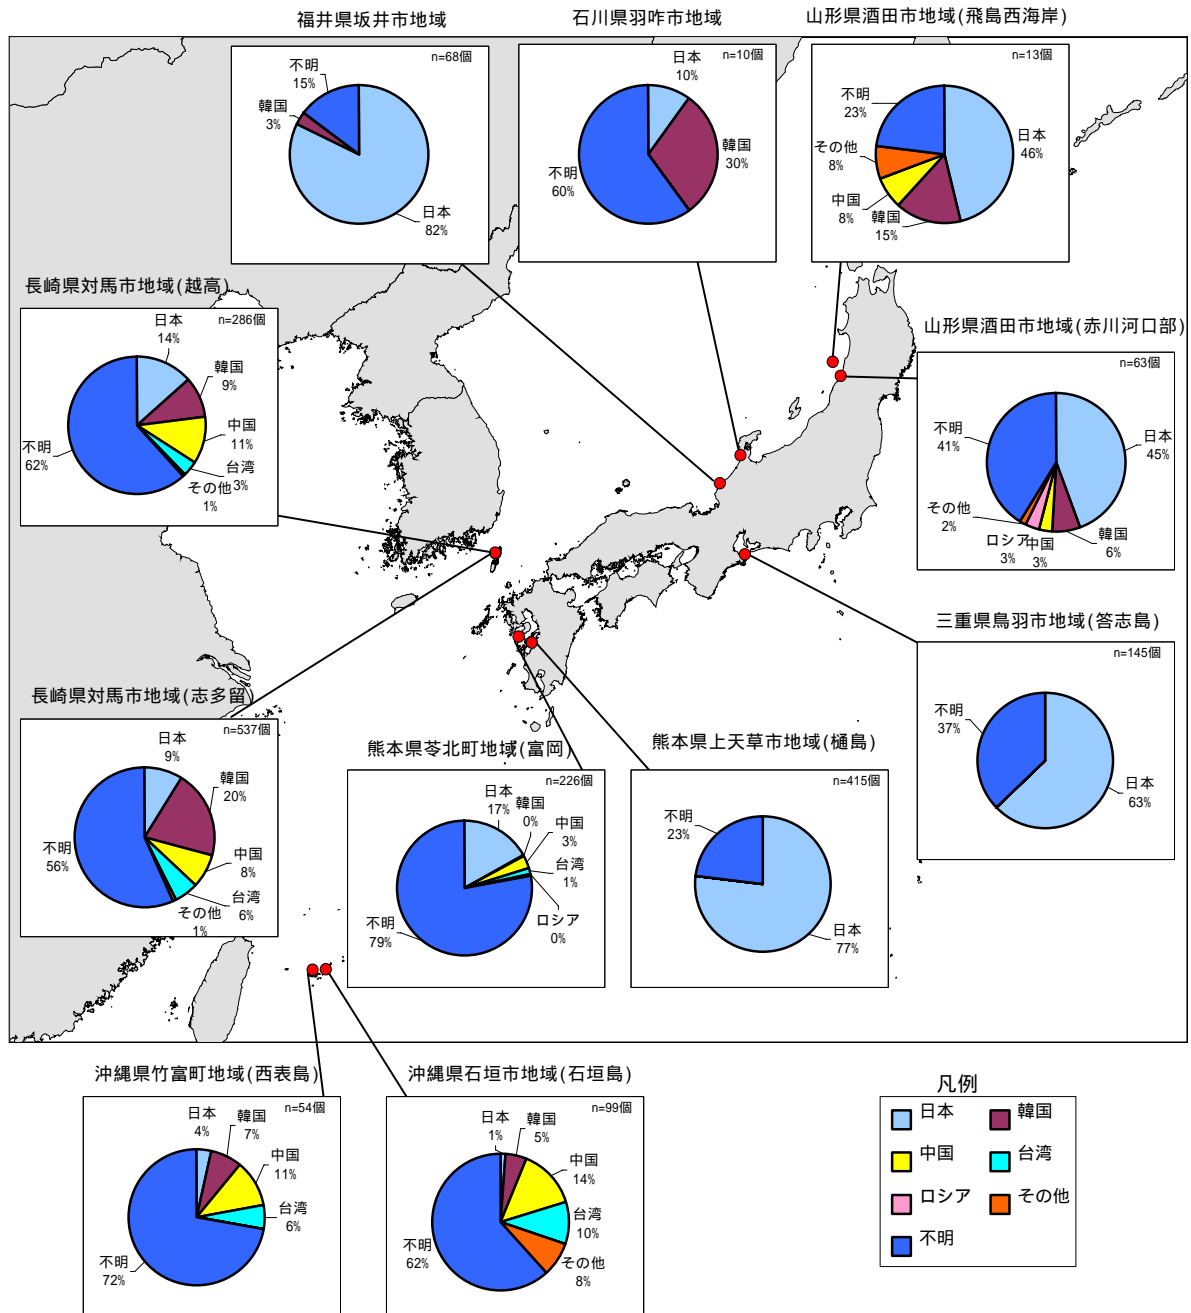 福井県坂井市地域
n=68個
不明
15%
韓国
3%
日本
82%
石川県羽咋市地域
n=10個
日本
10%
韓国
30%
不明
60%
山形県酒田市地域(飛島西海岸)
n=13個
不明
23%
その他
8%
中国
8%
韓国
15%
日本
46%
長崎県対馬市地域(越高)
n=286個
日本
14%
韓国
9%
中国
11%
台湾
3%
その他
1%
不明
62%
山形県酒田市地域(赤川河口部)
n=63個
不明
41%
日本
45%
その他
2%
ロシア
3%
中国
3%
韓国
6%
三重県鳥羽市地域(答志島)
n=145個
不明
37%
日本
63%
長崎県対馬市地域(志多留)
n=537個
日本
9%
韓国
20%
中国
8%
台湾
6%
その他
1%
不明
56%
熊本県苓北町地域(富岡)
n=226個
日本
17%
韓国
0%
中国
3%
台湾
1%
ロシア
0%
不明
79%
熊本県上天草市地域(樋島)
n=415個
不明
23%
日本
77%
沖縄県竹富町地域(西表島)
n=54個
日本
4%
韓国
7%
中国
11%
台湾
6%
不明
72%
沖縄県石垣市地域(石垣島)
n=99個
日本
1%
韓国
5%
中国
14%
台湾
10%
その他
8%
不明
62%
凡例
日本
韓国
中国
台湾
ロシア
その他
不明